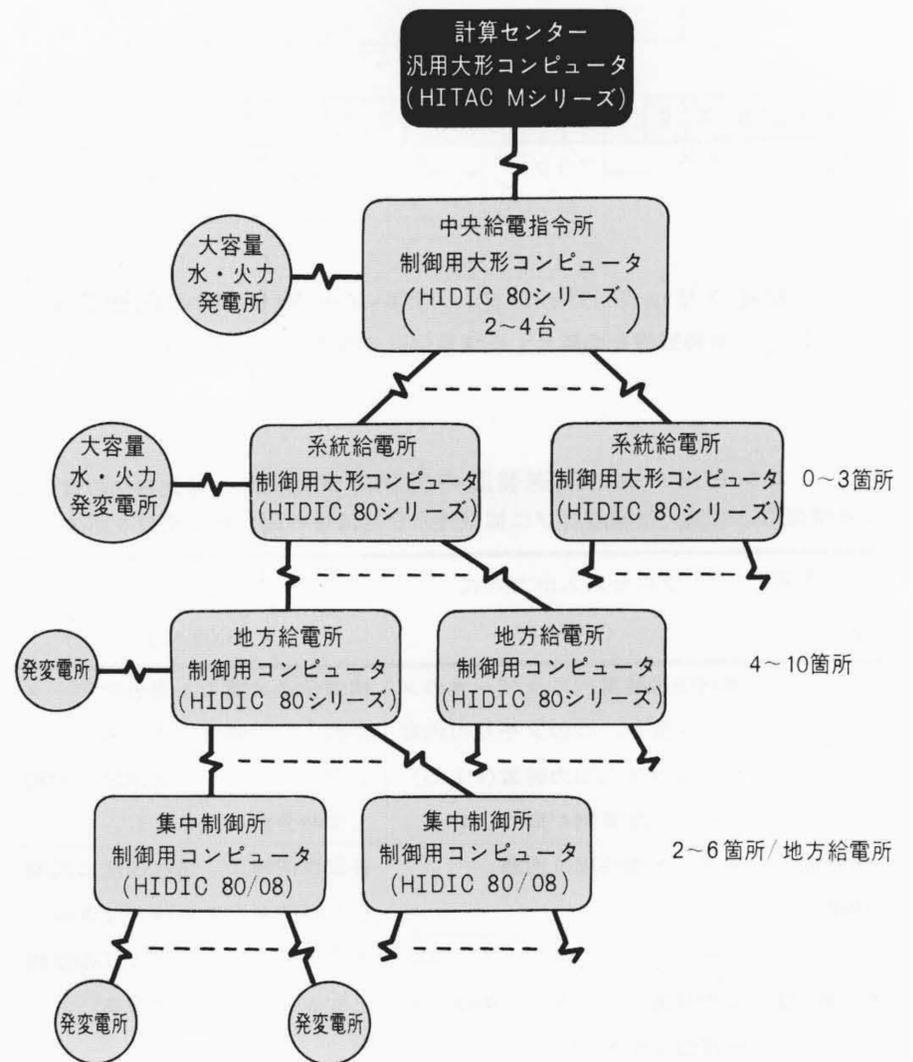 計算センター
汎用大形コンピュータ
(HITAC Mシリーズ)
中央給電指令所
制御用大形コンピュータ
(HIDIC 80シリーズ
2~4台)
大容量
水・火力
発電所
大容量
水・火力
発変電所
系統給電所
制御用大形コンピュータ
(HIDIC 80シリーズ)
系統給電所
制御用大形コンピュータ
(HIDIC 80シリーズ)
0~3箇所
発変電所
地方給電所
制御用コンピュータ
(HIDIC 80シリーズ)
地方給電所
制御用コンピュータ
(HIDIC 80シリーズ)
4~10箇所
集中制御所
制御用コンピュータ
(HIDIC 80/08)
集中制御所
制御用コンピュータ
(HIDIC 80/08)
2~6箇所/地方給電所
発変電所
発変電所